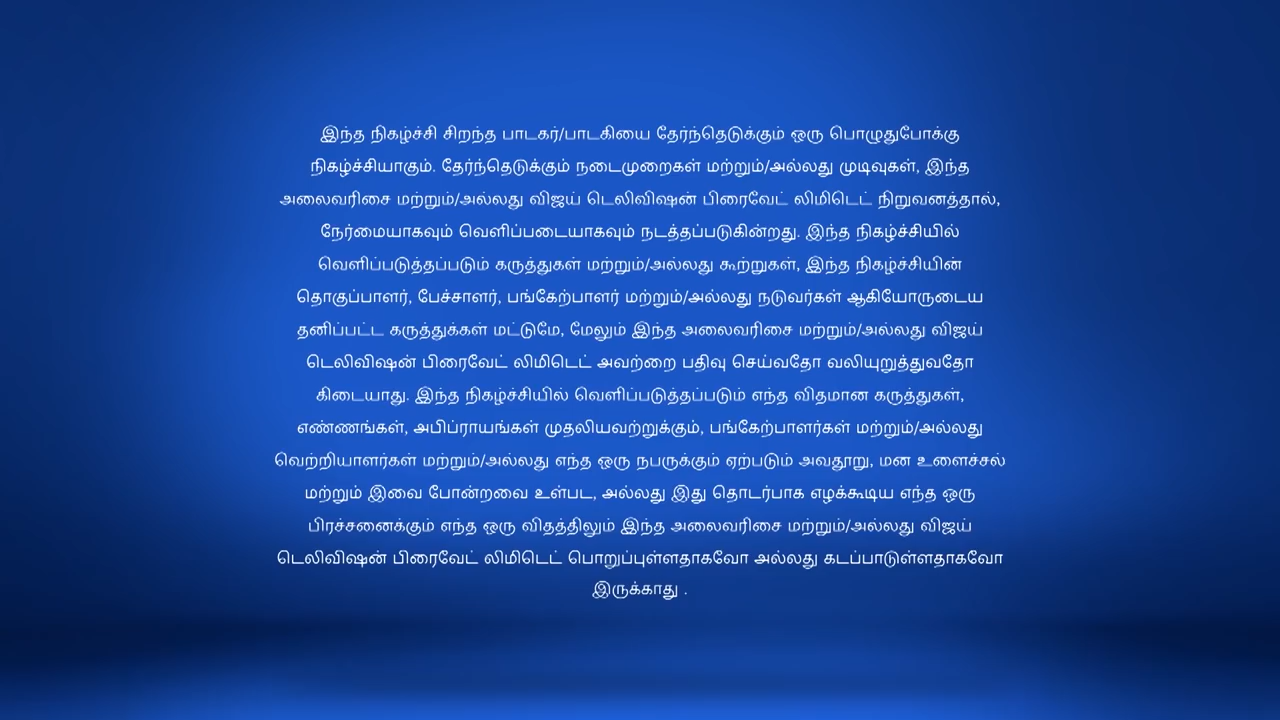 இந்த நிகழ்ச்சி சிறந்த பாடகர்/பாடகியை தேர்ந்தெடுக்கும் ஒரு பொழுதுபோக்கு
நிகழ்ச்சியாகும். தேர்ந்தெடுக்கும் நடைமுறைகள் மற்றும்/அல்லது முடிவுகள், இந்த
அலைவரிசை மற்றும்/அல்லது விஜய் டெலிவிஷன் பிரைவேட் லிமிடெட் நிறுவனத்தால்,
நேர்மையாகவும் வெளிப்படையாகவும் நடத்தப்படுகின்றது. இந்த நிகழ்ச்சியில்
வெளிப்படுத்தப்படும் கருத்துகள் மற்றும்/அல்லது கூற்றுகள், இந்த நிகழ்ச்சியின்
தொகுப்பாளர், பேச்சாளர், பங்கேற்பாளர் மற்றும்/அல்லது நடுவர்கள் ஆகியோருடைய
தனிப்பட்ட கருத்துக்கள் மட்டுமே, மேலும் இந்த அலைவரிசை மற்றும்/அல்லது விஜய்
டெலிவிஷன் பிரைவேட் லிமிடெட் அவற்றை பதிவு செய்வதோ வலியுறுத்துவதோ
கிடையாது. இந்த நிகழ்ச்சியில் வெளிப்படுத்தப்படும் எந்த விதமான கருத்துகள்,
எண்ணங்கள், அபிப்ராயங்கள் முதலியவற்றுக்கும், பங்கேற்பாளர்கள் மற்றும்/அல்லது
வெற்றியாளர்கள் மற்றும்/அல்லது எந்த ஒரு நபருக்கும் ஏற்படும் அவதூறு, மன உளைச்சல்
மற்றும் இவை போன்றவை உள்பட, அல்லது இது தொடர்பாக எழக்கூடிய எந்த ஒரு
பிரச்சனைக்கும் எந்த ஒரு விதத்திலும் இந்த அலைவரிசை மற்றும்/அல்லது விஜய்
டெலிவிஷன் பிரைவேட் லிமிடெட் பொறுப்புள்ளதாகவோ அல்லது கடப்பாடுள்ளதாகவோ
இருக்காது .